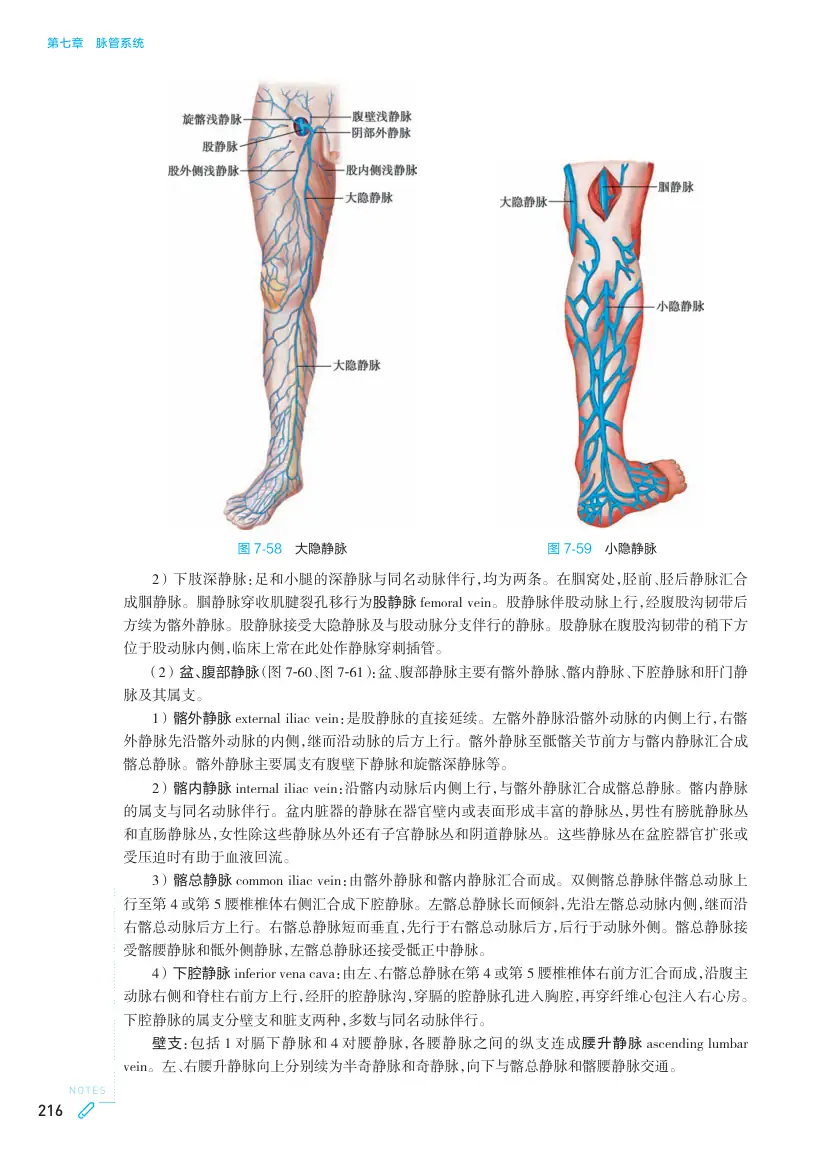 第七章　脉管系统
旋髂浅静脉
腹壁浅静脉
阴部外静脉
股静脉
股外侧浅静脉
股内侧浅静脉
大隐静脉
大隐静脉
腘静脉
大隐静脉
小隐静脉
图 7-58　大隐静脉
图 7-59　小隐静脉
2）下肢深静脉：足和小腿的深静脉与同名动脉伴行，均为两条。在腘窝处，胫前、胫后静脉汇合
成腘静脉。腘静脉穿收肌腱裂孔移行为股静脉 femoral vein。股静脉伴股动脉上行，经腹股沟韧带后
方续为髂外静脉。股静脉接受大隐静脉及与股动脉分支伴行的静脉。股静脉在腹股沟韧带的稍下方
位于股动脉内侧，临床上常在此处作静脉穿刺插管。
（2）盆、腹部静脉（图 7-60、图 7-61）：盆、腹部静脉主要有髂外静脉、髂内静脉、下腔静脉和肝门静
脉及其属支。
1）髂外静脉 external iliac vein：是股静脉的直接延续。左髂外静脉沿髂外动脉的内侧上行，右髂
外静脉先沿髂外动脉的内侧，继而沿动脉的后方上行。髂外静脉至骶髂关节前方与髂内静脉汇合成
髂总静脉。髂外静脉主要属支有腹壁下静脉和旋髂深静脉等。
2）髂内静脉 internal iliac vein：沿髂内动脉后内侧上行，与髂外静脉汇合成髂总静脉。髂内静脉
的属支与同名动脉伴行。盆内脏器的静脉在器官壁内或表面形成丰富的静脉丛，男性有膀胱静脉丛
和直肠静脉丛，女性除这些静脉丛外还有子宫静脉丛和阴道静脉丛。这些静脉丛在盆腔器官扩张或
受压迫时有助于血液回流。
3）髂总静脉 common iliac vein：由髂外静脉和髂内静脉汇合而成。双侧髂总静脉伴髂总动脉上
行至第 4 或第 5 腰椎椎体右侧汇合成下腔静脉。左髂总静脉长而倾斜，先沿左髂总动脉内侧，继而沿
右髂总动脉后方上行。右髂总静脉短而垂直，先行于右髂总动脉后方，后行于动脉外侧。髂总静脉接
受髂腰静脉和骶外侧静脉，左髂总静脉还接受骶正中静脉。
4）下腔静脉 inferior vena cava：由左、右髂总静脉在第 4 或第 5 腰椎椎体右前方汇合而成，沿腹主
动脉右侧和脊柱右前方上行，经肝的腔静脉沟，穿膈的腔静脉孔进入胸腔，再穿纤维心包注入右心房。
下腔静脉的属支分壁支和脏支两种，多数与同名动脉伴行。
壁支：包括 1 对膈下静脉和 4 对腰静脉，各腰静脉之间的纵支连成腰升静脉 ascending lumbar
vein。左、右腰升静脉向上分别续为半奇静脉和奇静脉，向下与髂总静脉和髂腰静脉交通。
NOTES
216